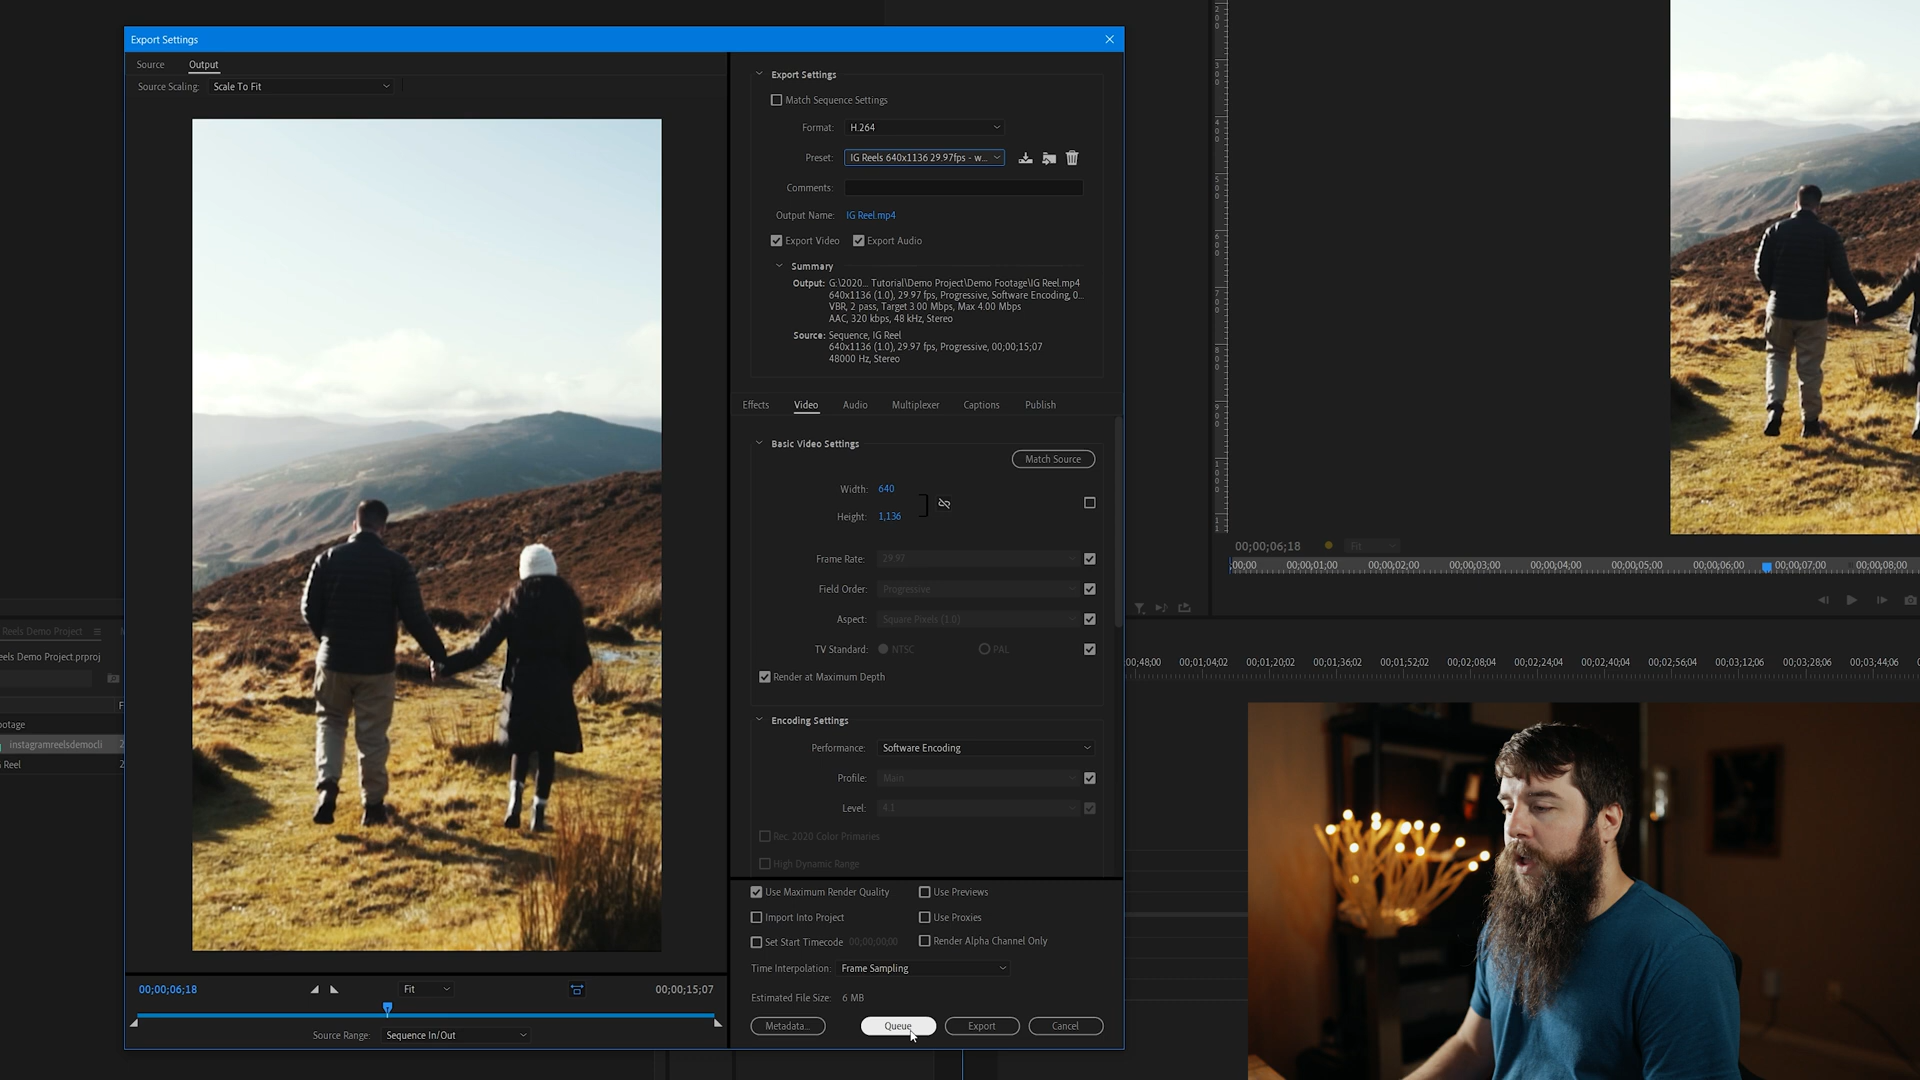 Export Settings
Source Output
Source Scaling: Scale To Fit
Export Settings
Match Sequence Settings
Format: H.264
Preset: IG Reels 640x1136 29.97fps - w...
Comments:
Output Name: IG Reel.mp4
Export Video Export Audio
Summary
Output: G:\2020... Tutorial\Demo Project\Demo Footage\IG Reel.mp4
640x1136 (1.0), 29.97 fps, Progressive, Software Encoding, 0...
VBR, 2 pass, Target 3.00 Mbps, Max 4.00 Mbps
AAC, 320 kbps, 48 kHz, Stereo
Source: Sequence, IG Reel
640x1136 (1.0), 29.97 fps, Progressive, 00;00;15;07
48000 Hz, Stereo
Effects Video Audio Multiplexer Captions Publish
Basic Video Settings
Match Source
Width: 640
Height: 1,136
Frame Rate: 29.97
Field Order: Progressive
Aspect: Square Pixels (1.0)
TV Standard: NTSC PAL
Render at Maximum Depth
Encoding Settings
Performance: Software Encoding
Profile: Main
Level: 4.1
Rec. 2020 Color Primaries
High Dynamic Range
Use Maximum Render Quality Use Previews
Import Into Project Use Proxies
Set Start Timecode 00;00;00;00 Render Alpha Channel Only
Time Interpolation: Frame Sampling
Estimated File Size: 6 MB
Metadata... Queue Export Cancel
00;00;06;18 Fit 00;00;15;07
Source Range: Sequence In/Out
Reels Demo Project
eels Demo Project.prproj
F
ootage
instagramreelsdemocli 2
Reel 2
00;00;06;18 Fit
;00;00 00;00;01;00 00;00;02;00 00;00;03;00 00;00;04;00 00;00;05;00 00;00;06;00 00;00;07;00 00;00;08;00
00;48;00 00;01;04;02 00;01;20;02 00;01;36;02 00;01;52;02 00;02;08;04 00;02;24;04 00;02;40;04 00;02;56;04 00;03;12;06 00;03;28;06 00;03;44;06